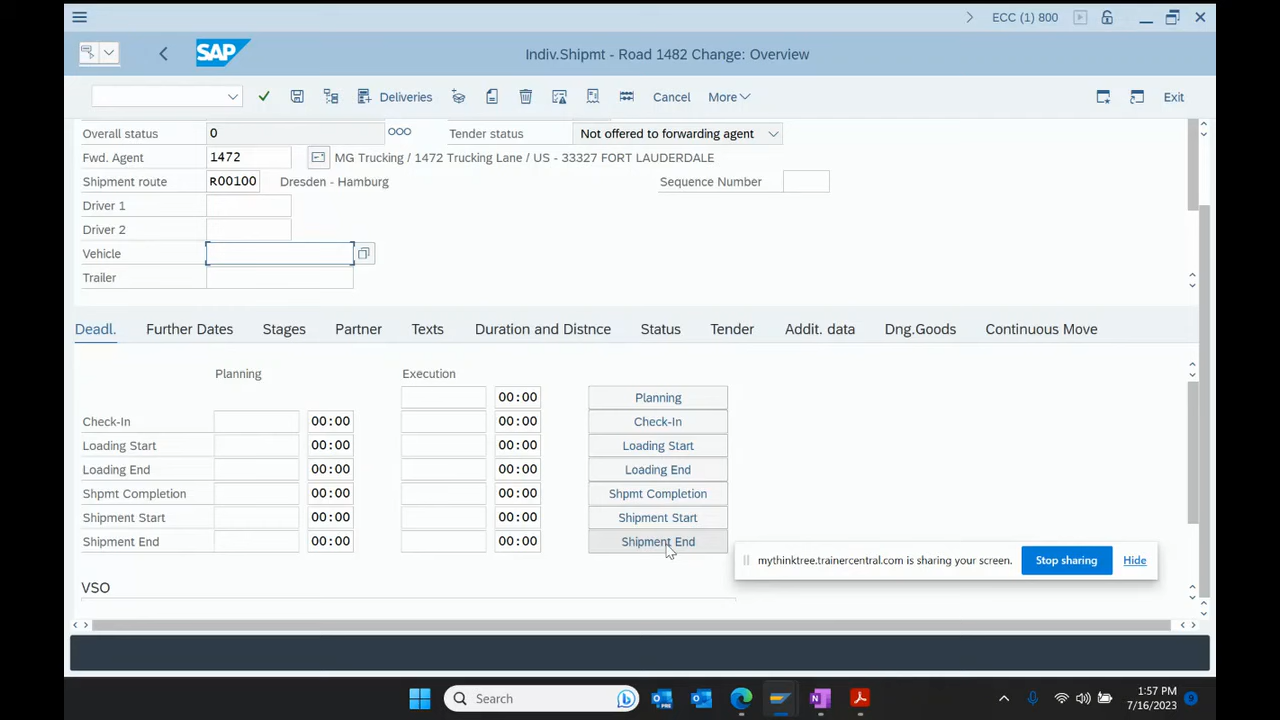 ECC (1) 800
SAP
Indiv.Shipmt - Road 1482 Change: Overview
Deliveries
Cancel
More
Exit
Overall status 0 Tender status Not offered to forwarding agent
Fwd. Agent 1472 MG Trucking / 1472 Trucking Lane / US - 33327 FORT LAUDERDALE
Shipment route R00100 Dresden - Hamburg Sequence Number
Driver 1
Driver 2
Vehicle
Trailer
Deadl. Further Dates Stages Partner Texts Duration and Distnce Status Tender Addit. data Dng.Goods Continuous Move
Planning Execution
00:00 Planning
Check-In 00:00 00:00 Check-In
Loading Start 00:00 00:00 Loading Start
Loading End 00:00 00:00 Loading End
Shpmt Completion 00:00 00:00 Shpmt Completion
Shipment Start 00:00 00:00 Shipment Start
Shipment End 00:00 00:00 Shipment End
mythinktree.trainercentral.com is sharing your screen. Stop sharing Hide
VSO
Search
1:57 PM
7/16/2023